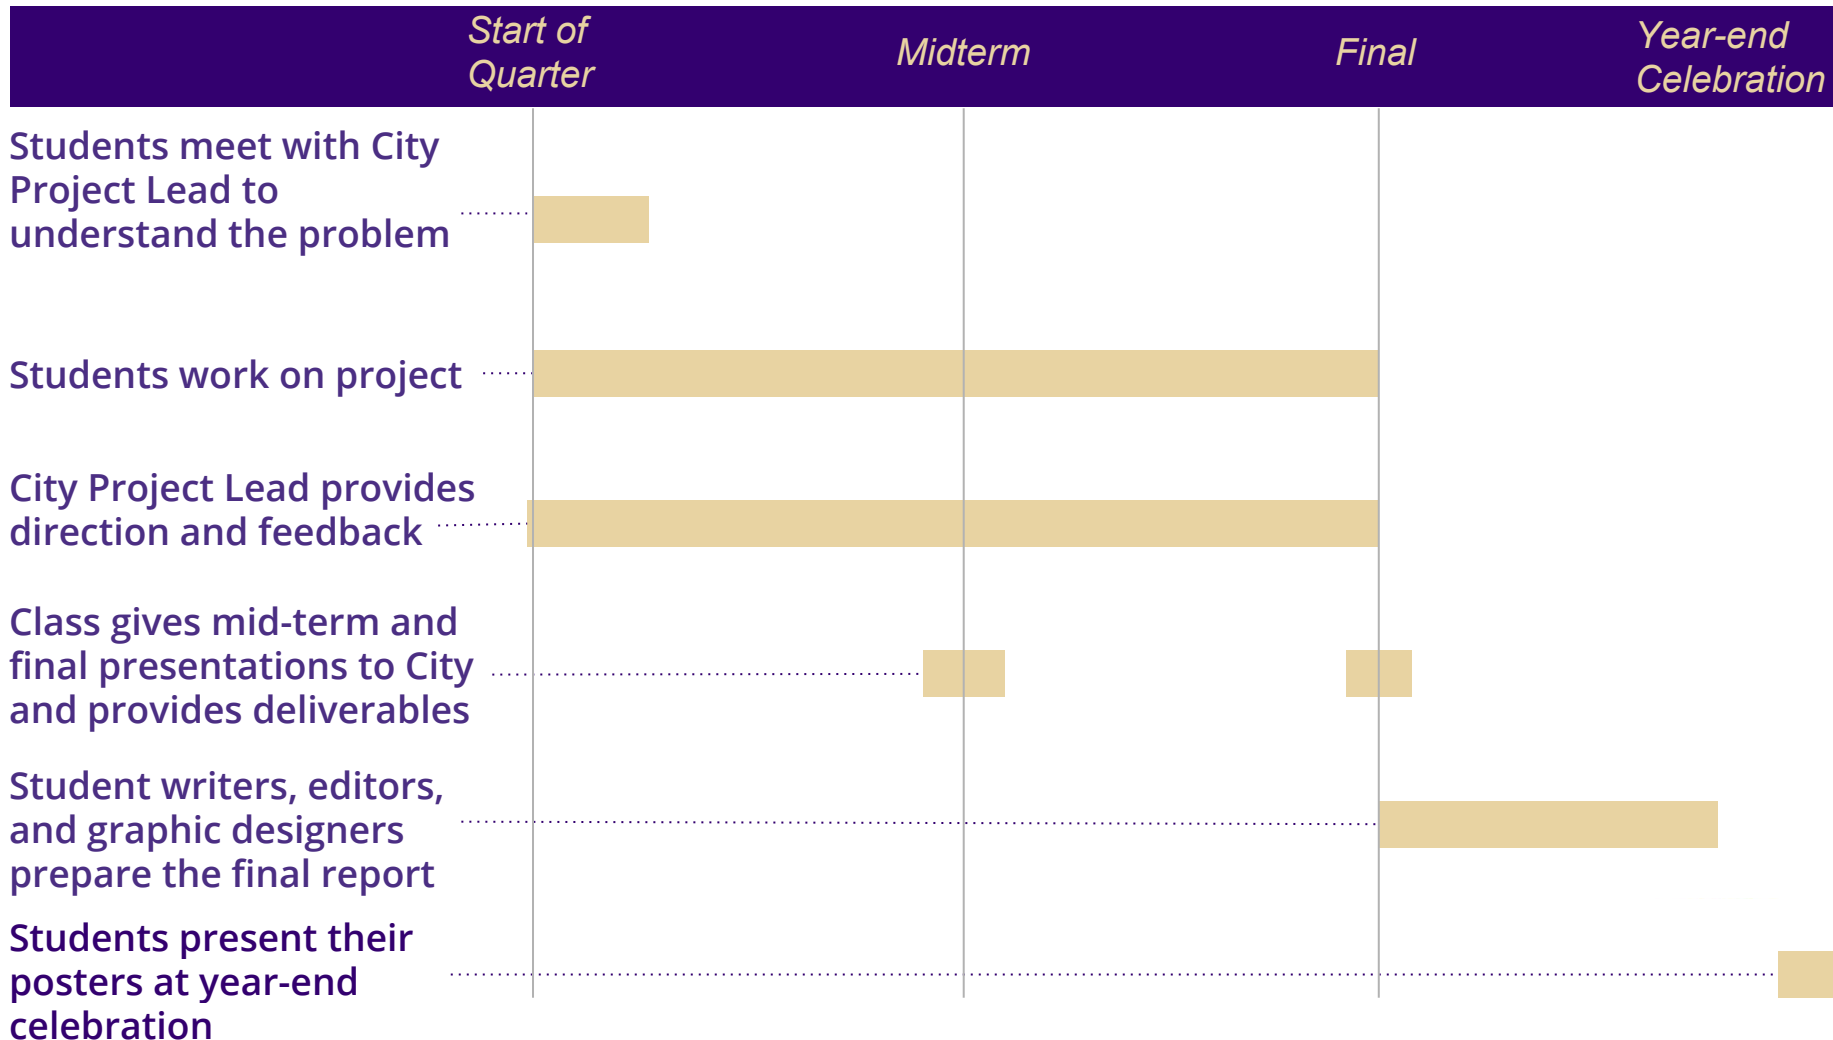 Start of
Quarter
Midterm
Final
Year-end
Celebration
Students meet with City
Project Lead to
understand the problem
Students work on project
City Project Lead provides
direction and feedback
Class gives mid-term and
final presentations to City
and provides deliverables
Student writers, editors,
and graphic designers
prepare the final report
Students present their
posters at year-end
celebration